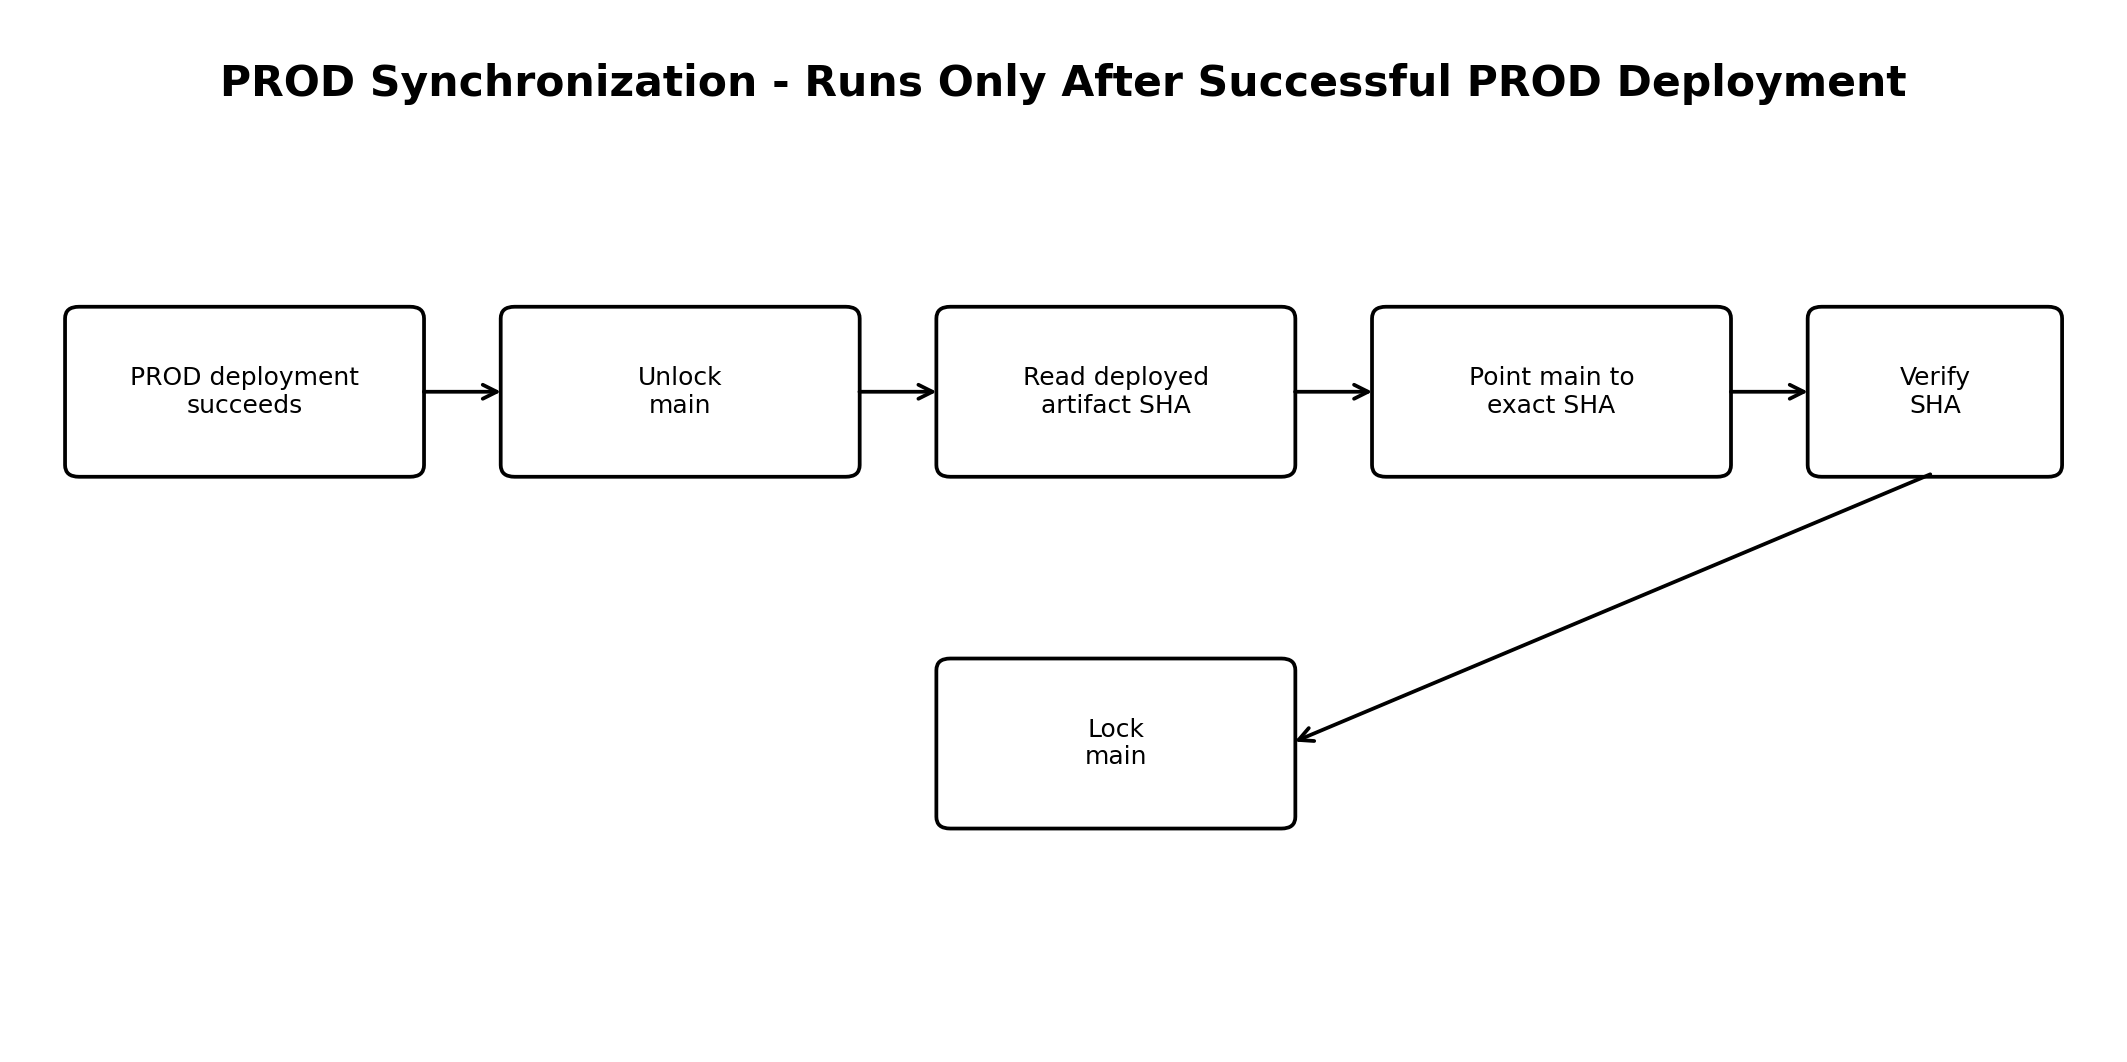 PROD Synchronization - Runs Only After Successful PROD Deployment
PROD deployment
succeeds
Unlock
main
Read deployed
artifact SHA
Point main to
exact SHA
Verify
SHA
Lock
main